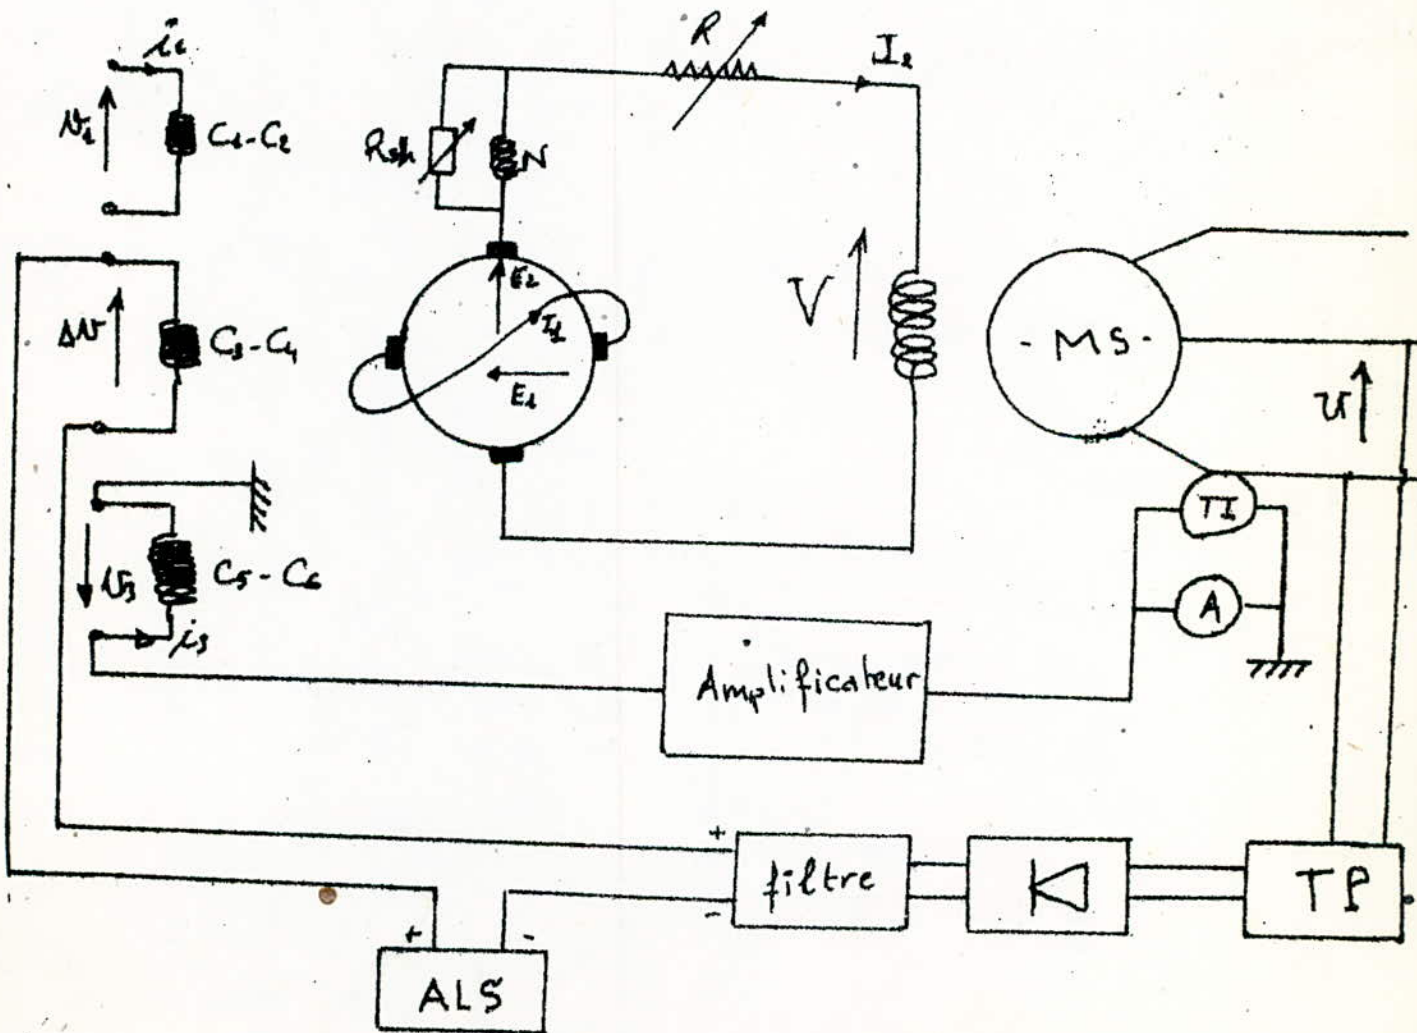 i₁
v₁
C₁-C₂
R
I₂
Rsh
N
E₂
I₁
E₁
V
Δv
C₃-C₄
- MS -
U
v₃
C₅-C₆
i₃
TI
A
Amplificateur
+
-
filtre
TP
+
-
ALS